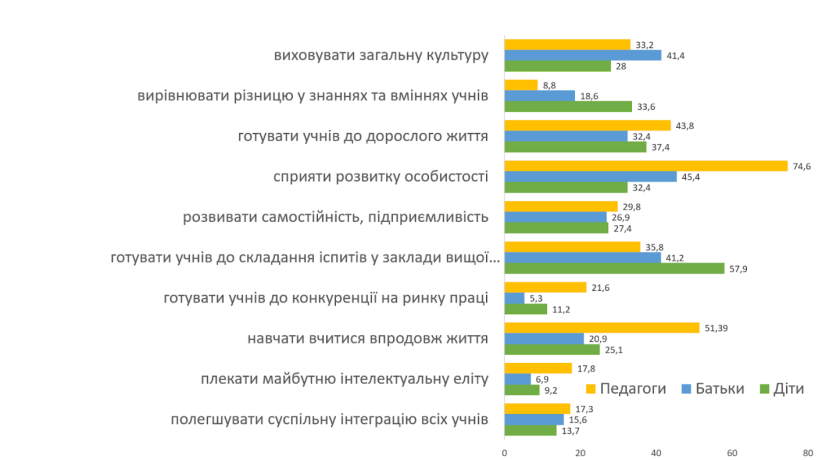 виховувати загальну культуру
33,2
41,4
28
вирівнювати різницю у знаннях та вміннях учнів
8,8
18,6
33,6
готувати учнів до дорослого життя
43,8
32,4
37,4
сприяти розвитку особистості
74,6
45,4
32,4
розвивати самостійність, підприємливість
29,8
26,9
27,4
готувати учнів до складання іспитів у заклади вищої...
35,8
41,2
57,9
готувати учнів до конкуренції на ринку праці
21,6
5,3
11,2
навчати вчитися впродовж життя
51,39
20,9
25,1
плекати майбутню інтелектуальну еліту
17,8
6,9
9,2
Педагоги Батьки Діти
полегшувати суспільну інтеграцію всіх учнів
17,3
15,6
13,7
0 20 40 60 80